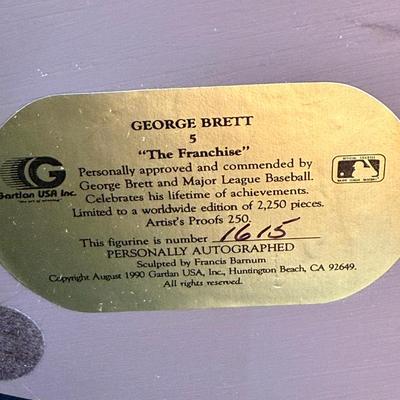 GEORGE BRETT
5
"The Franchise"
Personally approved and commended by
George Brett and Major League Baseball.
Celebrates his lifetime of achievements.
Limited to a worldwide edition of 2,250 pieces.
Artist's Proofs 250.
This figurine is number 1615
PERSONALLY AUTOGRAPHED
Sculpted by Francis Barnum
Copyright August 1990 Gartlan USA, Inc., Huntington Beach, CA 92649.
All rights reserved.
G
Gartlan USA Inc.